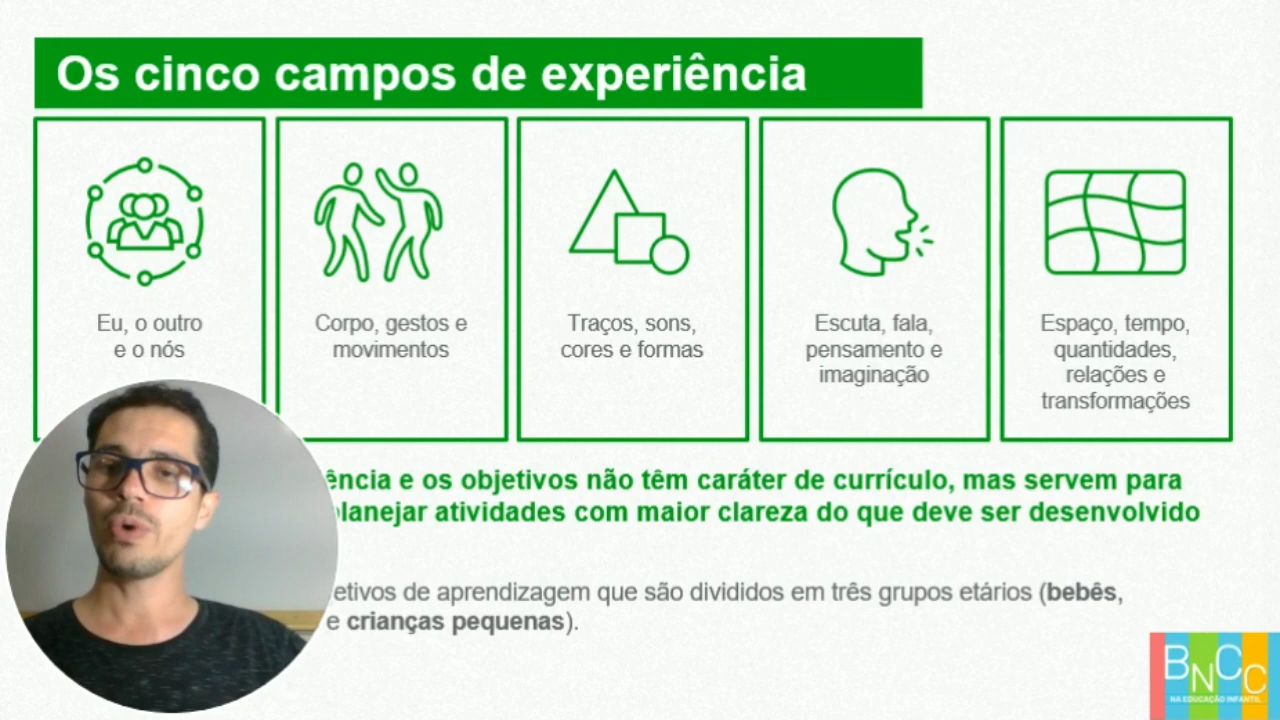 Os cinco campos de experiência
Eu, o outro
e o nós
Corpo, gestos e
movimentos
Traços, sons,
cores e formas
Escuta, fala,
pensamento e
imaginação
Espaço, tempo,
quantidades,
relações e
transformações
e os objetivos não têm caráter de currículo, mas servem para
planejar atividades com maior clareza do que deve ser desenvolvido
de aprendizagem que são divididos em três grupos etários (bebês,
e crianças pequenas).
BNCC
NA EDUCAÇÃO INFANTIL